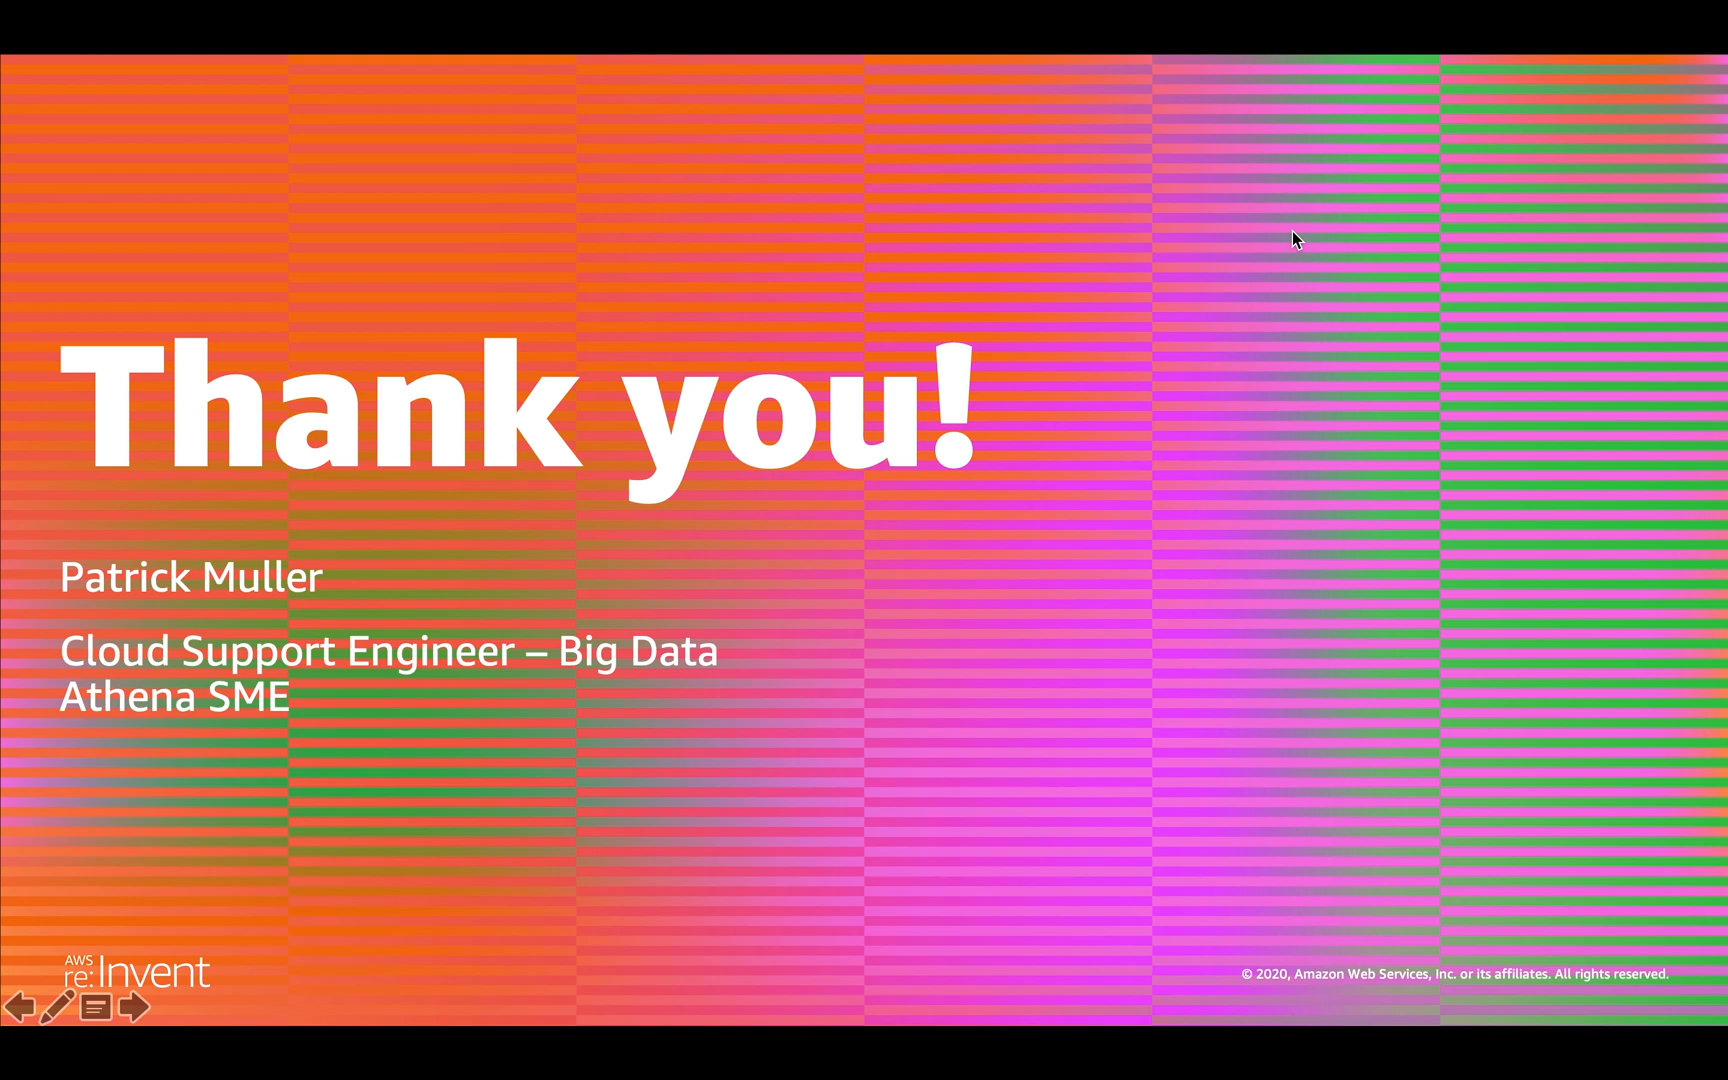 Thank you!
Patrick Muller
Cloud Support Engineer – Big Data
Athena SME
AWS
re:Invent
© 2020, Amazon Web Services, Inc. or its affiliates. All rights reserved.